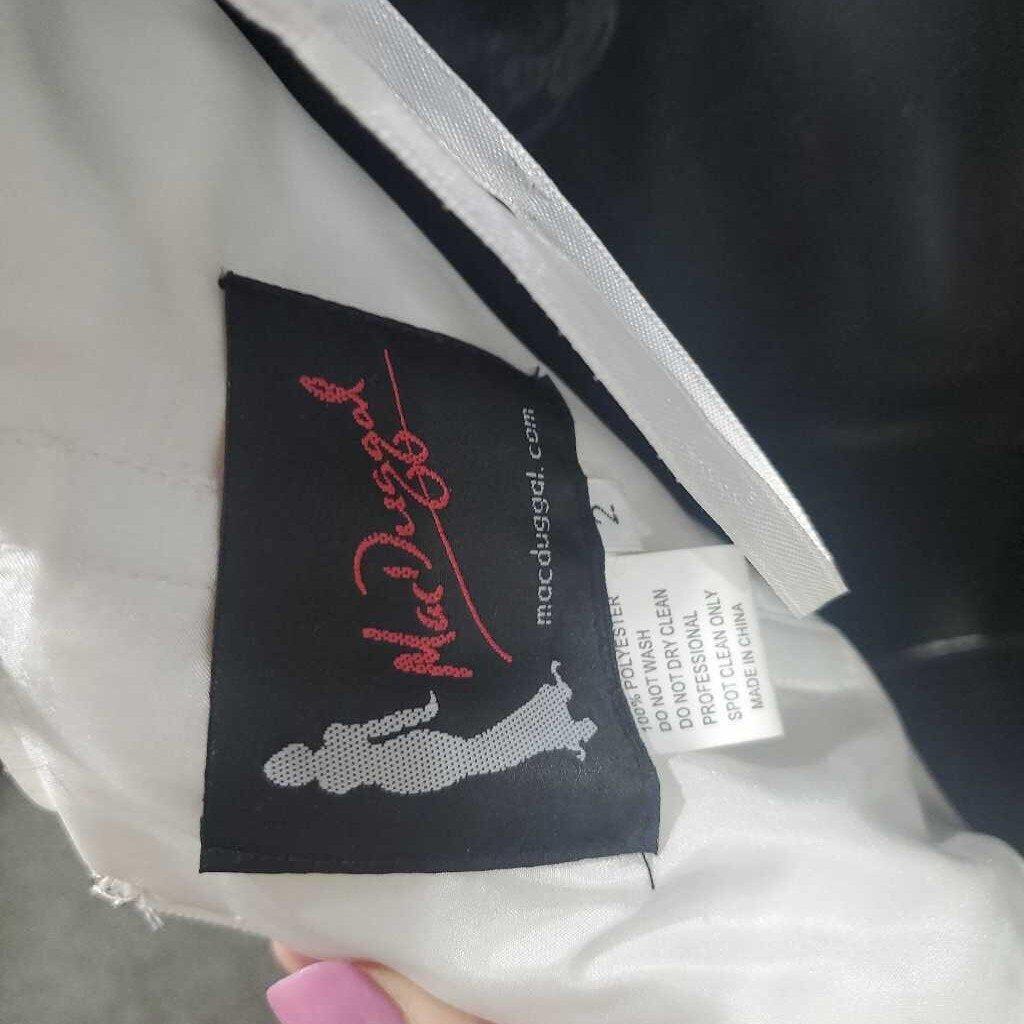 Mac Duggal
macduggal.com
2
100% POLYESTER
DO NOT WASH
DO NOT DRY CLEAN
PROFESSIONAL
SPOT CLEAN ONLY
MADE IN CHINA